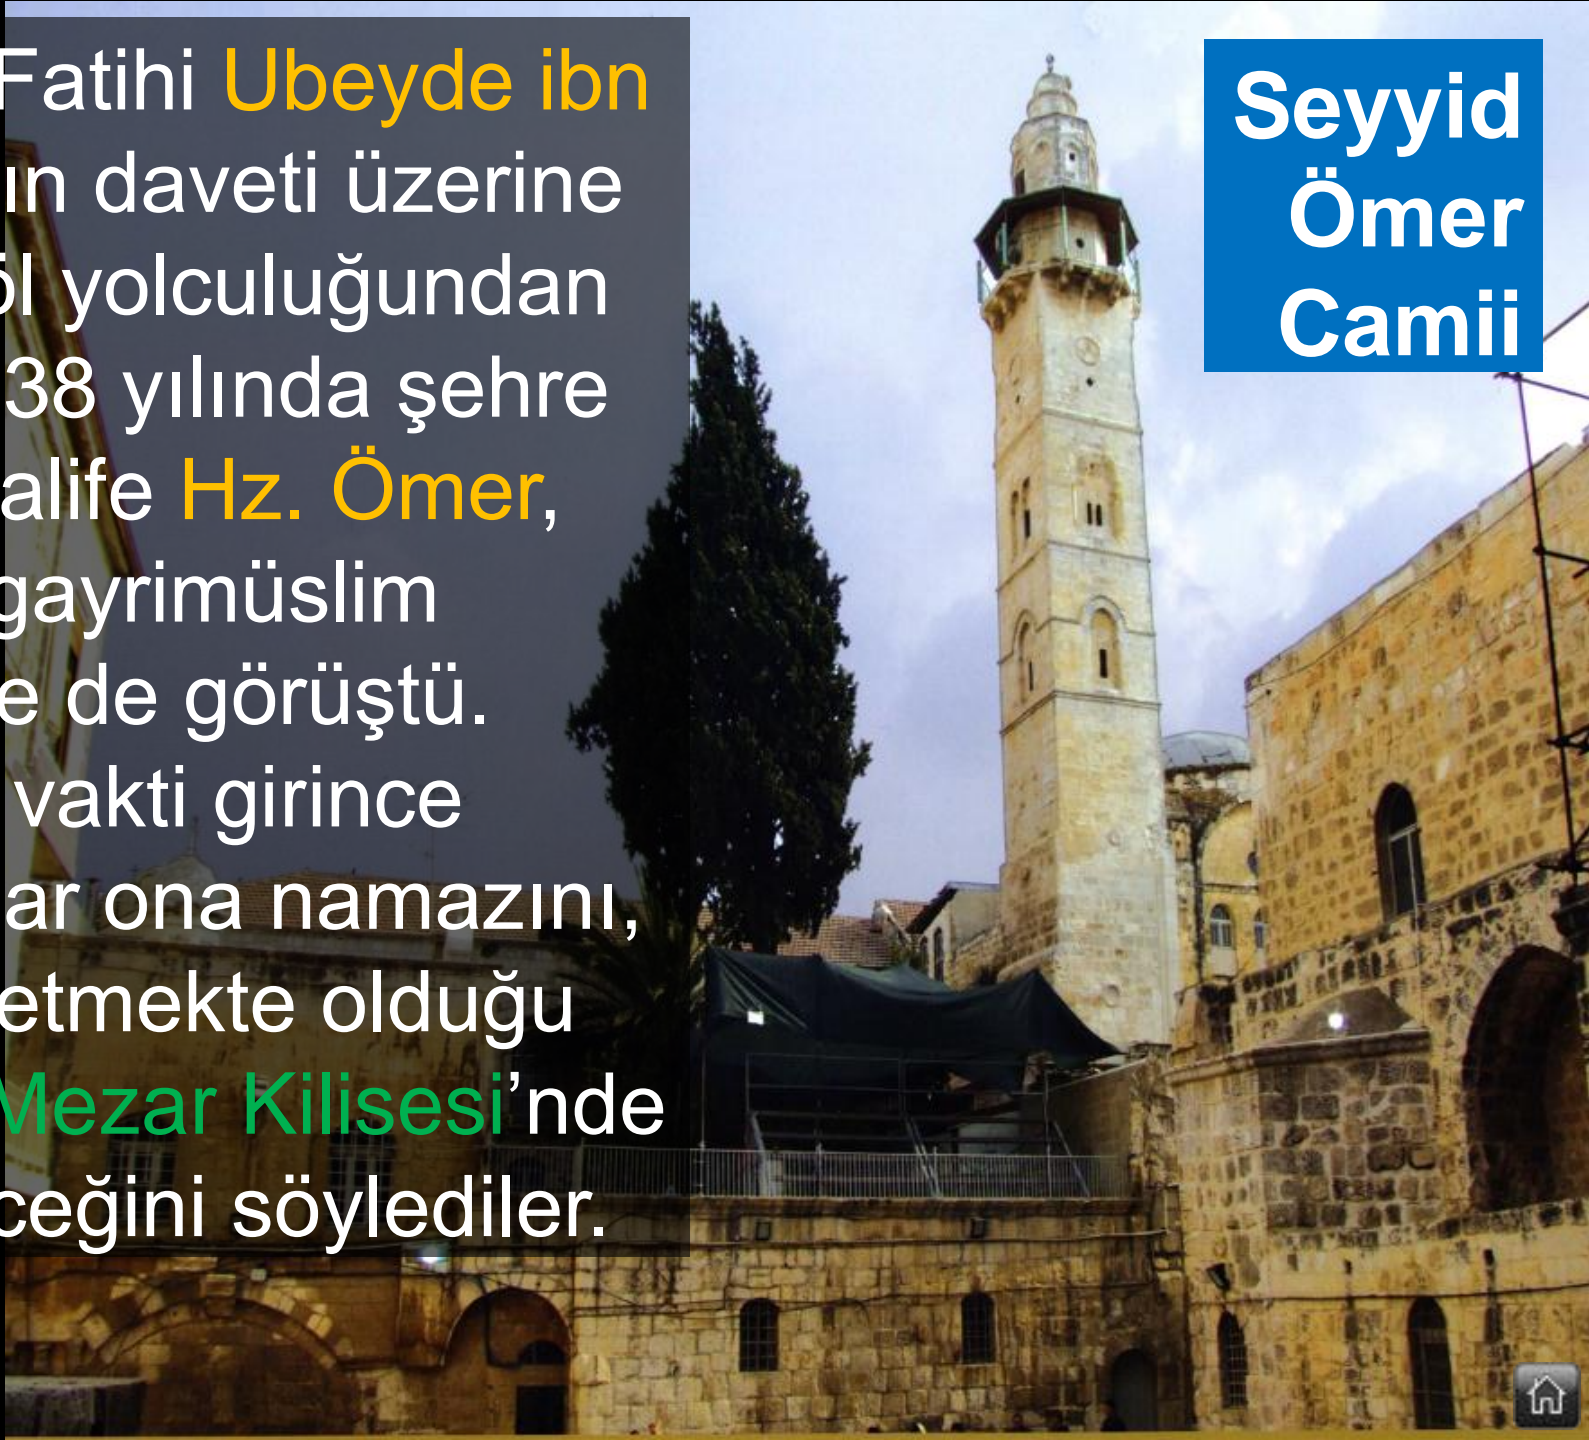 Fatihi Ubeyde ibn
ın daveti üzerine
öl yolculuğundan
38 yılında şehre
alife Hz. Ömer,
gayrimüslim
e de görüştü.
vakti girince
ar ona namazını,
etmekte olduğu
Mezar Kilisesi’nde
ceğini söylediler.
Seyyid
Ömer
Camii